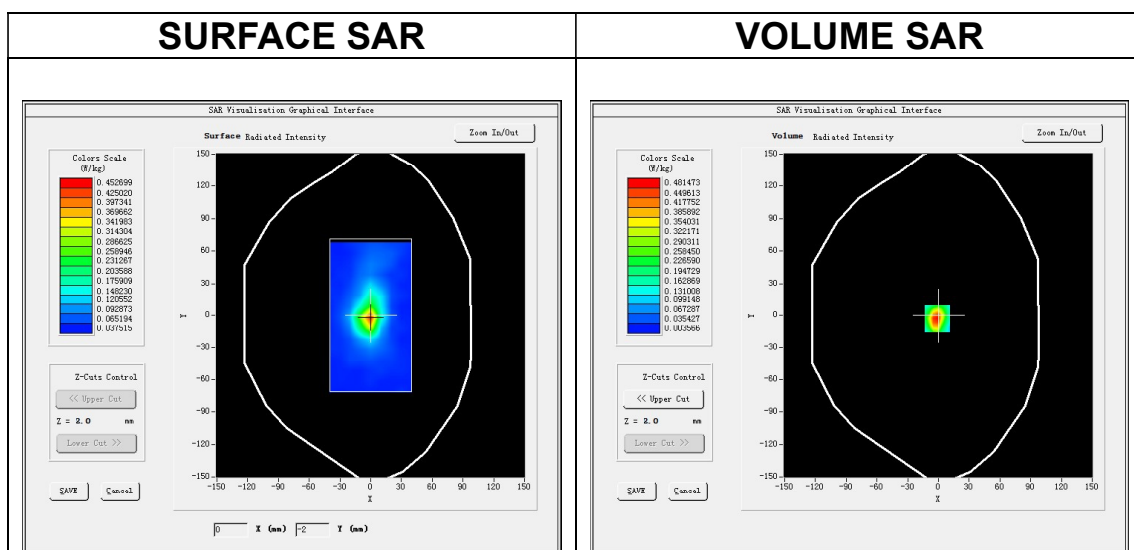 SURFACE SAR
VOLUME SAR
SAR Visualisation Graphical Interface
Surface Radiated Intensity
Zoom In/Out
Colors Scale
(W/kg)
0.452699
0.425020
0.397341
0.369662
0.341983
0.314304
0.286625
0.258946
0.231267
0.203588
0.175909
0.148230
0.120552
0.092873
0.065194
0.037515
150
120
90
60
30
0
-30
-60
-90
-120
-150
Y
-150 -120 -90 -60 -30 0 30 60 90 120 150
X
Z-Cuts Control
<< Upper Cut
Z = 2.0 mm
Lower Cut >>
SAVE Cancel
0 X (mm) -2 Y (mm)
SAR Visualisation Graphical Interface
Volume Radiated Intensity
Zoom In/Out
Colors Scale
(W/kg)
0.481473
0.449613
0.417752
0.385892
0.354031
0.322171
0.290311
0.258450
0.226590
0.194729
0.162869
0.131008
0.099148
0.067287
0.035427
0.003566
150
120
90
60
30
0
-30
-60
-90
-120
-150
Y
-150 -120 -90 -60 -30 0 30 60 90 120 150
X
Z-Cuts Control
<< Upper Cut
Z = 2.0 mm
Lower Cut >>
SAVE Cancel